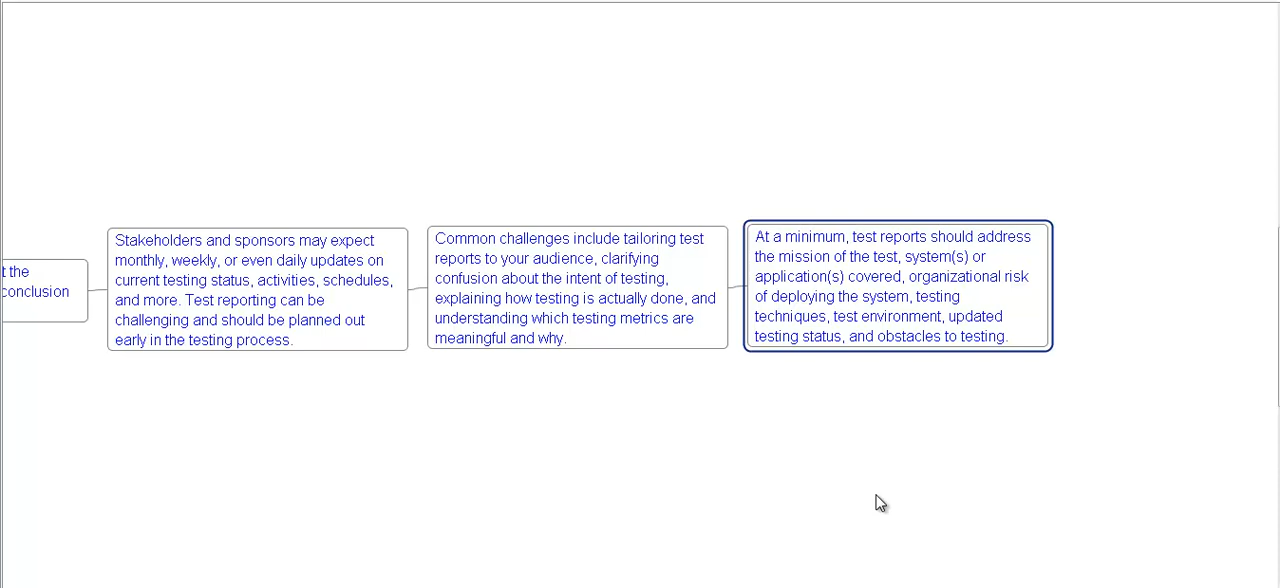 t the
conclusion
Stakeholders and sponsors may expect
monthly, weekly, or even daily updates on
current testing status, activities, schedules,
and more. Test reporting can be
challenging and should be planned out
early in the testing process.
Common challenges include tailoring test
reports to your audience, clarifying
confusion about the intent of testing,
explaining how testing is actually done, and
understanding which testing metrics are
meaningful and why.
At a minimum, test reports should address
the mission of the test, system(s) or
application(s) covered, organizational risk
of deploying the system, testing
techniques, test environment, updated
testing status, and obstacles to testing.